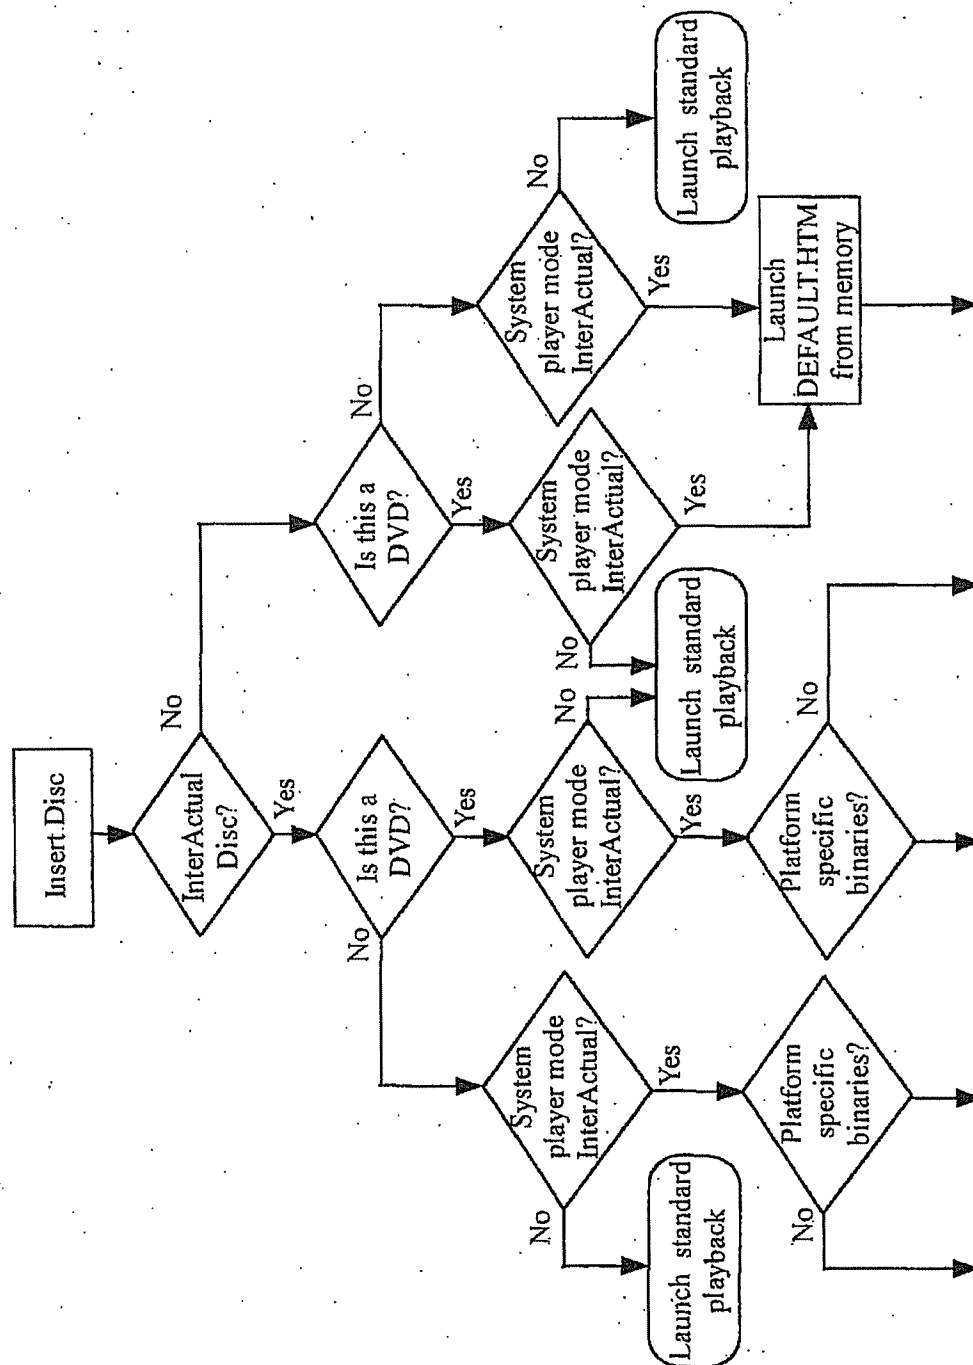 Insert Disc
InterActual
Disc?
No
Yes
Is this a
DVD?
No
Yes
Is this a
DVD?
No
Yes
System
player mode
InterActual?
No
Yes
System
player mode
InterActual?
No
Yes
System
player mode
InterActual?
No
Yes
System
player mode
InterActual?
No
Yes
Launch standard
playback
Launch standard
playback
Launch standard
playback
Platform
specific
binaries?
No
Platform
specific
binaries?
No
Launch
DEFAULT.HTM
from memory